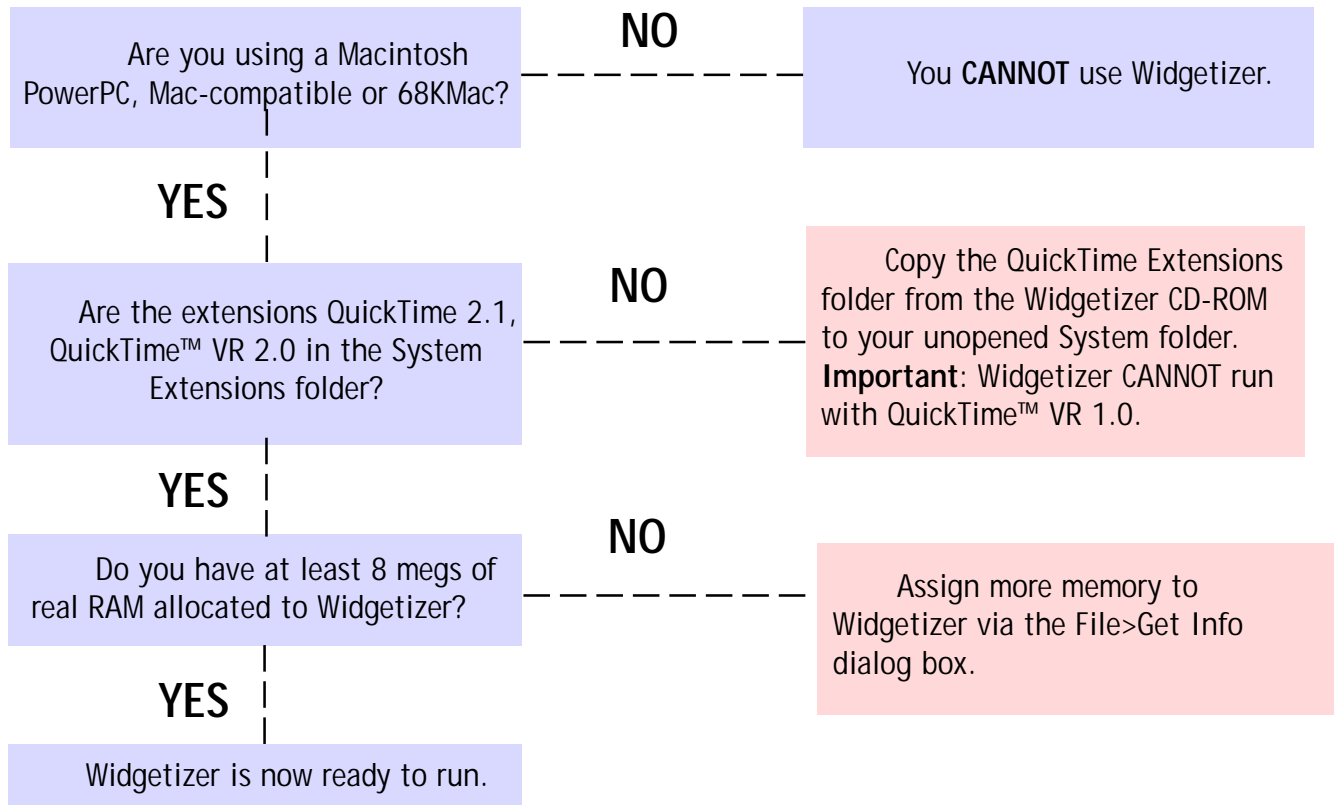 Are you using a Macintosh
PowerPC, Mac-compatible or 68KMac?
NO
You CANNOT use Widgetizer.
YES
Are the extensions QuickTime 2.1,
QuickTime™ VR 2.0 in the System
Extensions folder?
NO
Copy the QuickTime Extensions
folder from the Widgetizer CD-ROM
to your unopened System folder.
Important: Widgetizer CANNOT run
with QuickTime™ VR 1.0.
YES
Do you have at least 8 megs of
real RAM allocated to Widgetizer?
NO
Assign more memory to
Widgetizer via the File>Get Info
dialog box.
YES
Widgetizer is now ready to run.